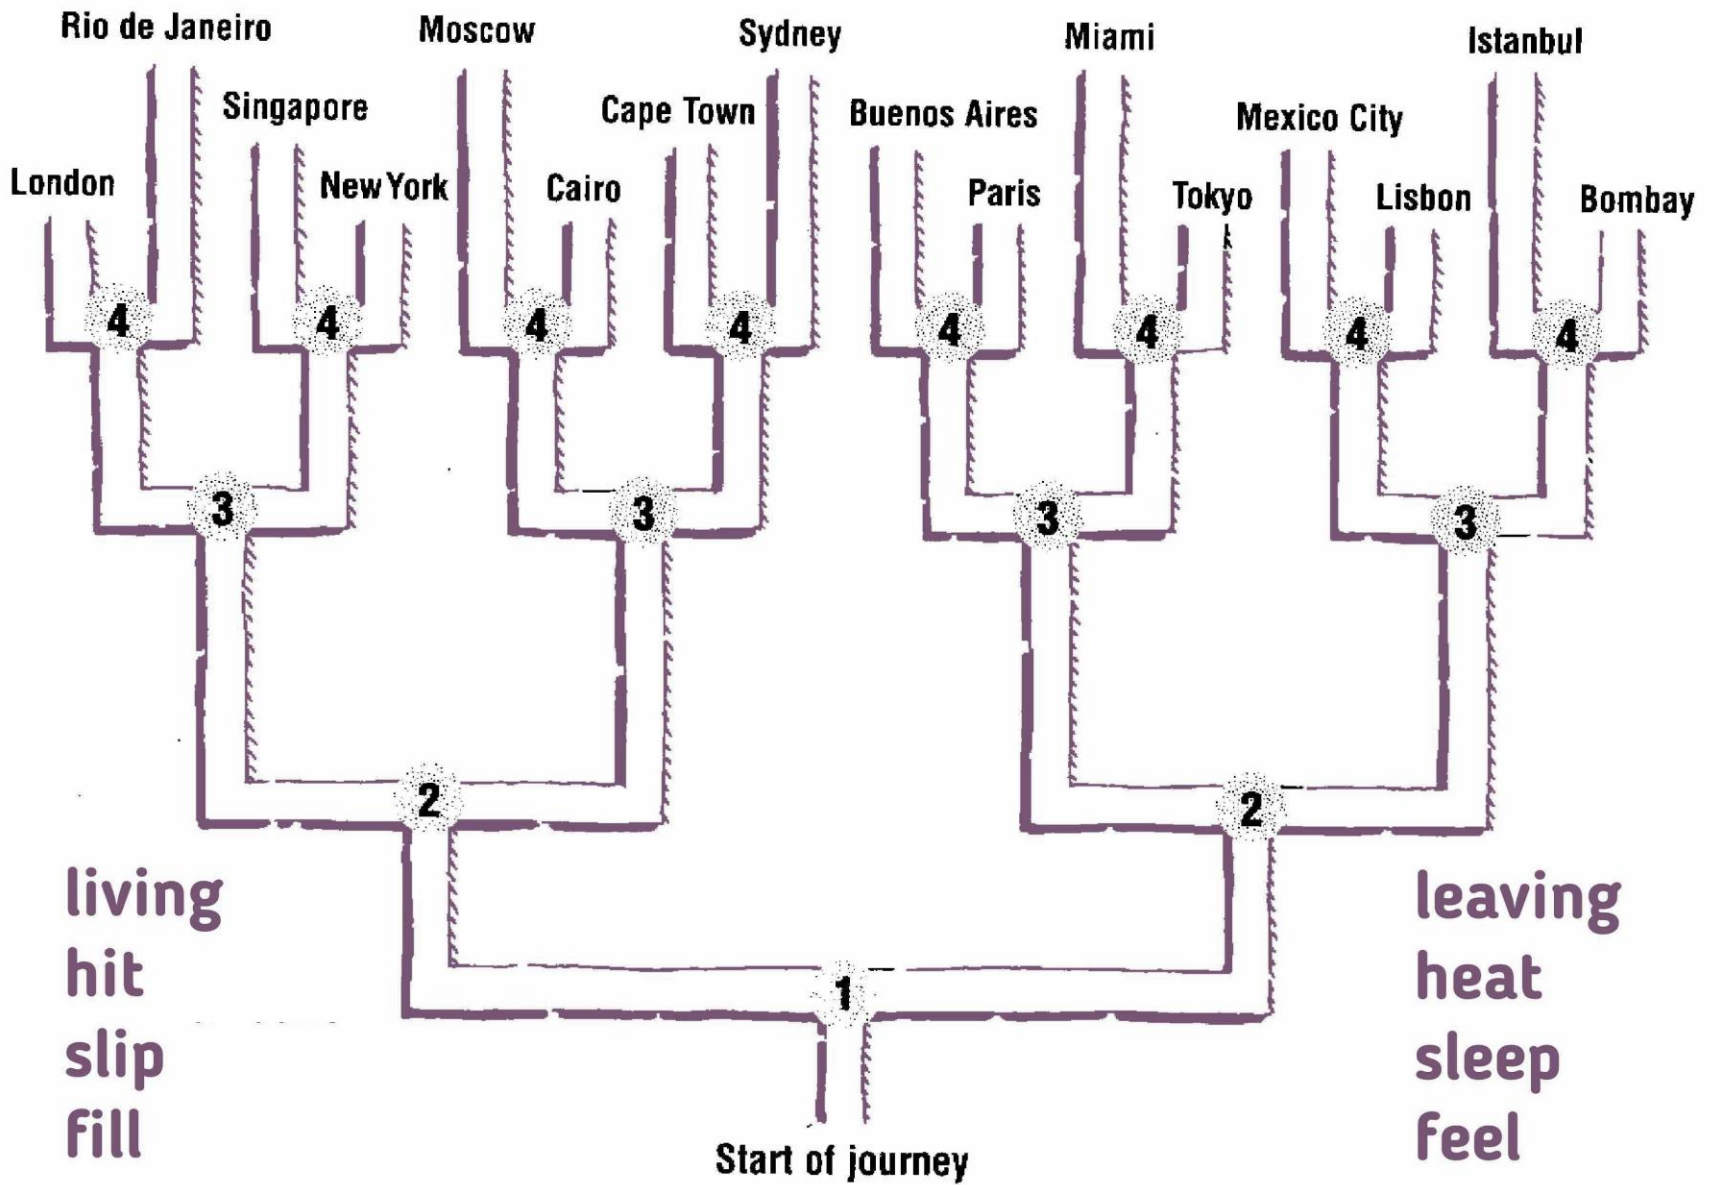 Rio de Janeiro
Moscow
Sydney
Miami
Istanbul
Singapore
Cape Town
Buenos Aires
Mexico City
London
New York
Cairo
Paris
Tokyo
Lisbon
Bombay
4 4 4 4 4 4 4 4
3 3 3 3
2 2
living
hit
slip
fill
leaving
heat
sleep
feel
1
Start of journey